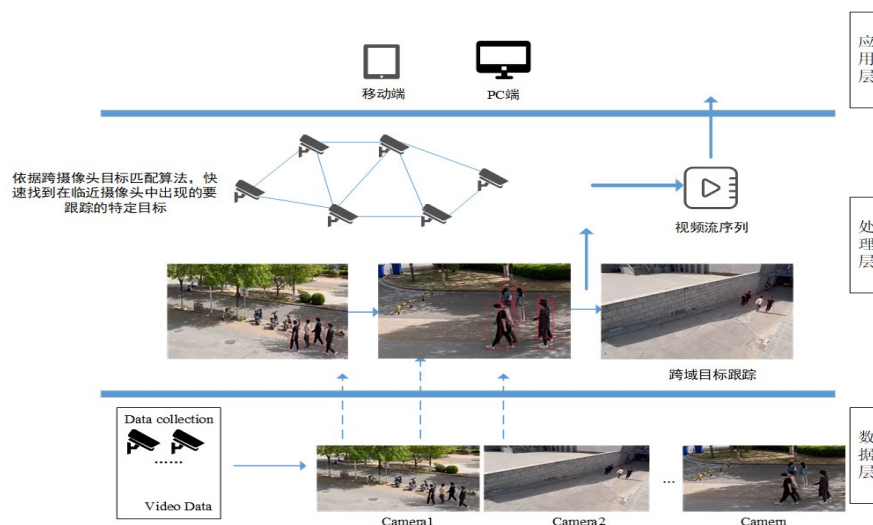 移动端
PC端
应
用
层
依据跨摄像头目标匹配算法，快
速找到在临近摄像头中出现的要
跟踪的特定目标
视频流序列
处
理
层
跨域目标跟踪
Data collection
......
Video Data
Camera1
Camera2
...
Camern
数
据
层